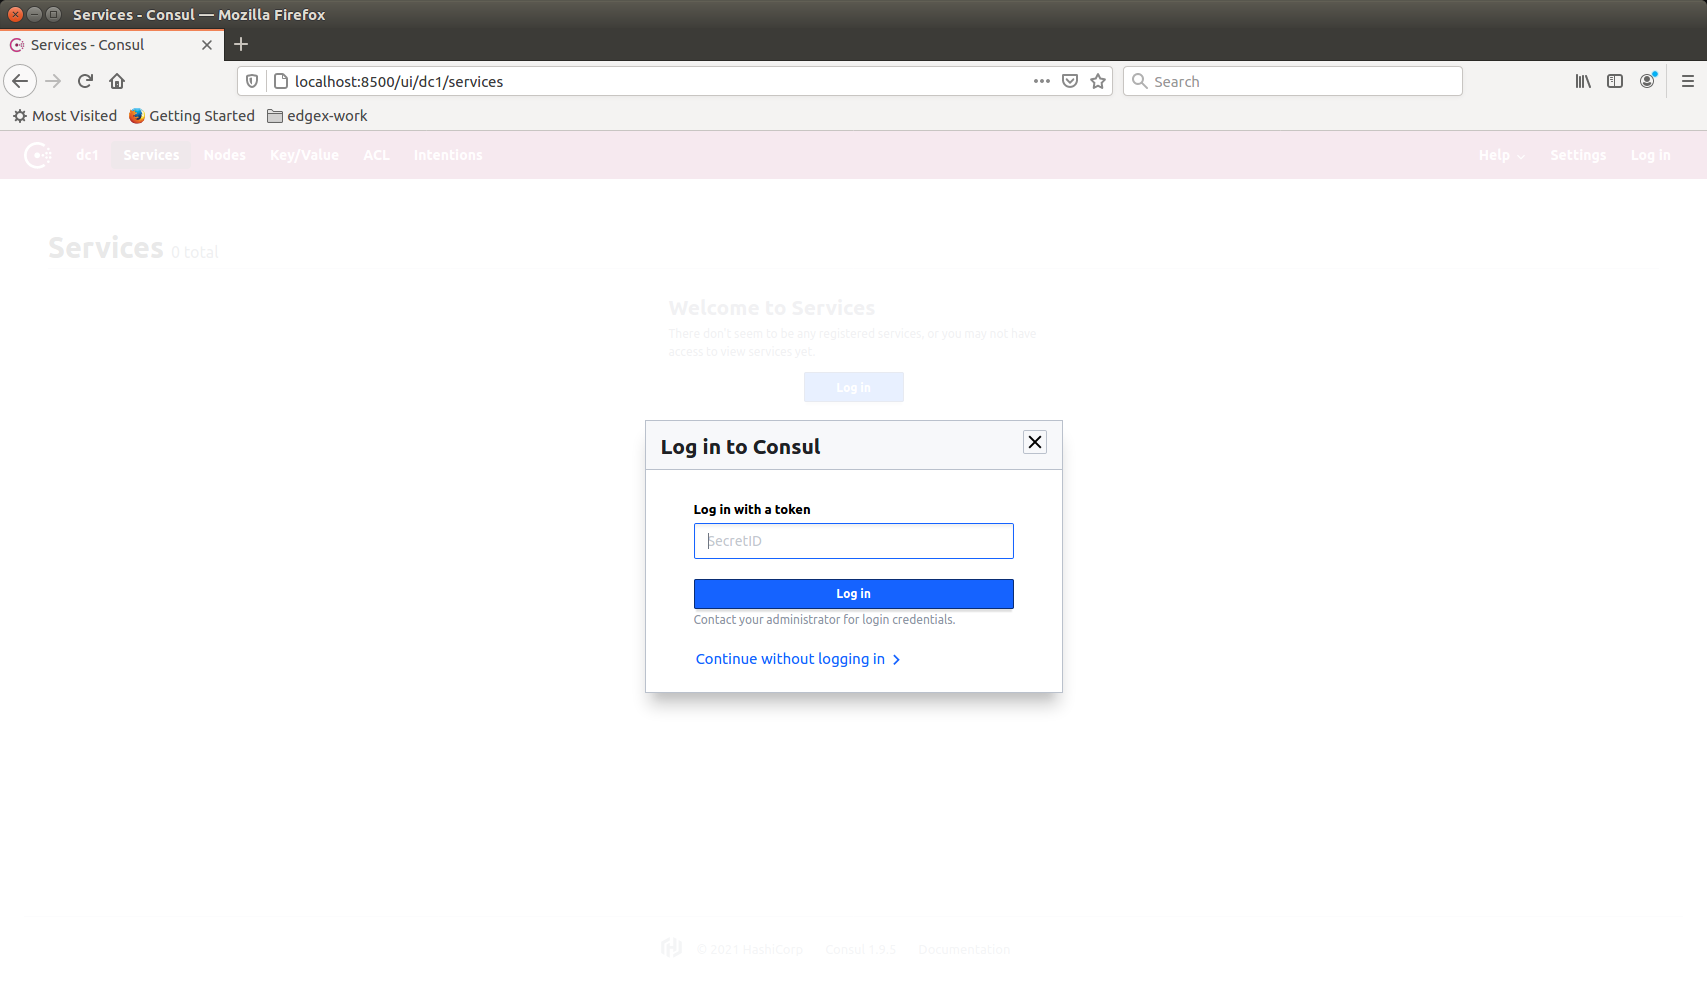 Services - Consul — Mozilla Firefox
Services - Consul
localhost:8500/ui/dc1/services
Search
Most Visited
Getting Started
edgex-work
dc1
Services
Nodes
Key/Value
ACL
Intentions
Help
Settings
Log in
Services 0 total
Welcome to Services
There don't seem to be any registered services, or you may not have
access to view services yet.
Log in
Log in to Consul
Log in with a token
SecretID
Log in
Contact your administrator for login credentials.
Continue without logging in
© 2021 HashiCorp
Consul 1.9.5
Documentation